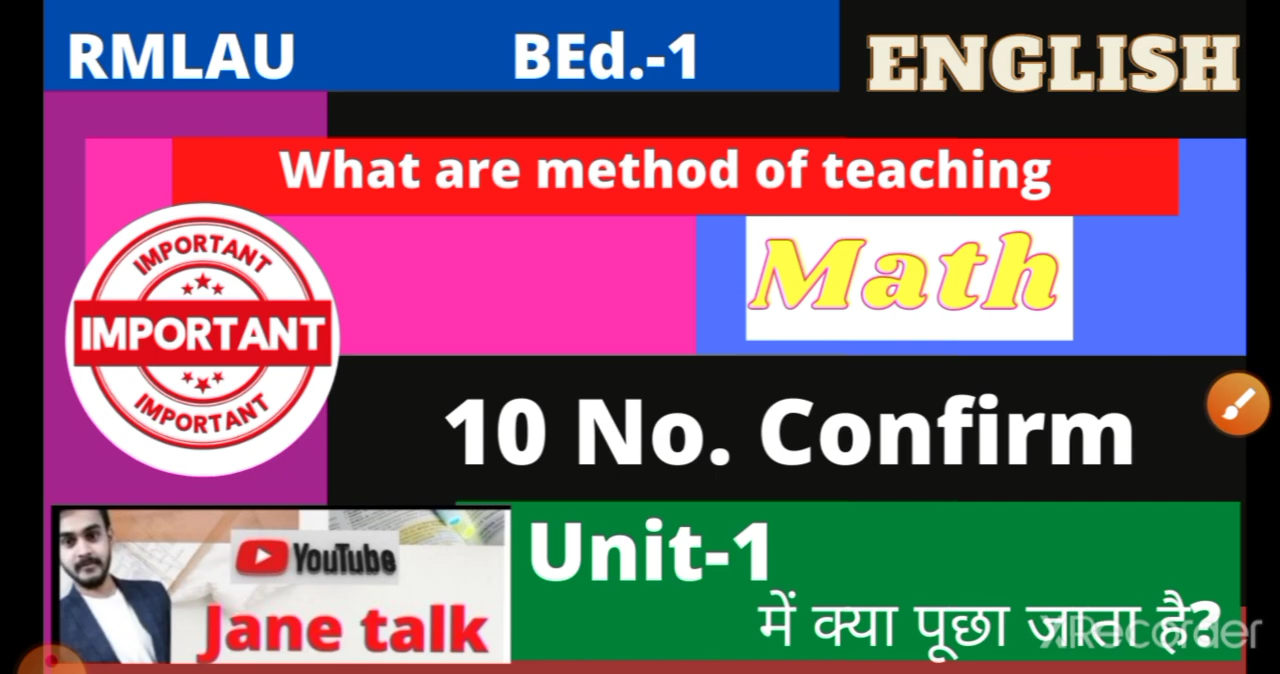 RMLAU BEd.-1 ENGLISH
What are method of teaching
Math
IMPORTANT
IMPORTANT
IMPORTANT
10 No. Confirm
YouTube
Jane talk
Unit-1
में क्या पूछा जाता है?
XRecorder